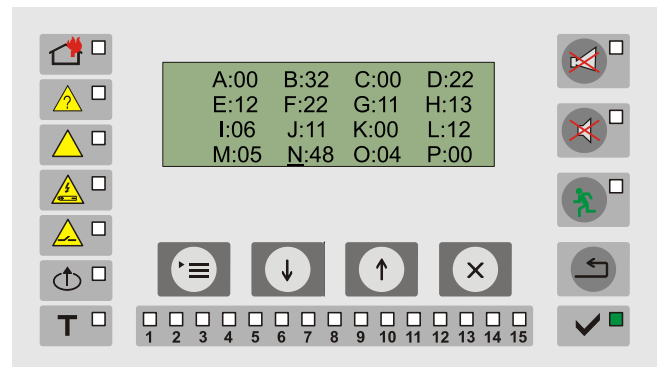 A:00 B:32 C:00 D:22
E:12 F:22 G:11 H:13
I:06 J:11 K:00 L:12
M:05 N:48 O:04 P:00
?
T
1 2 3 4 5 6 7 8 9 10 11 12 13 14 15